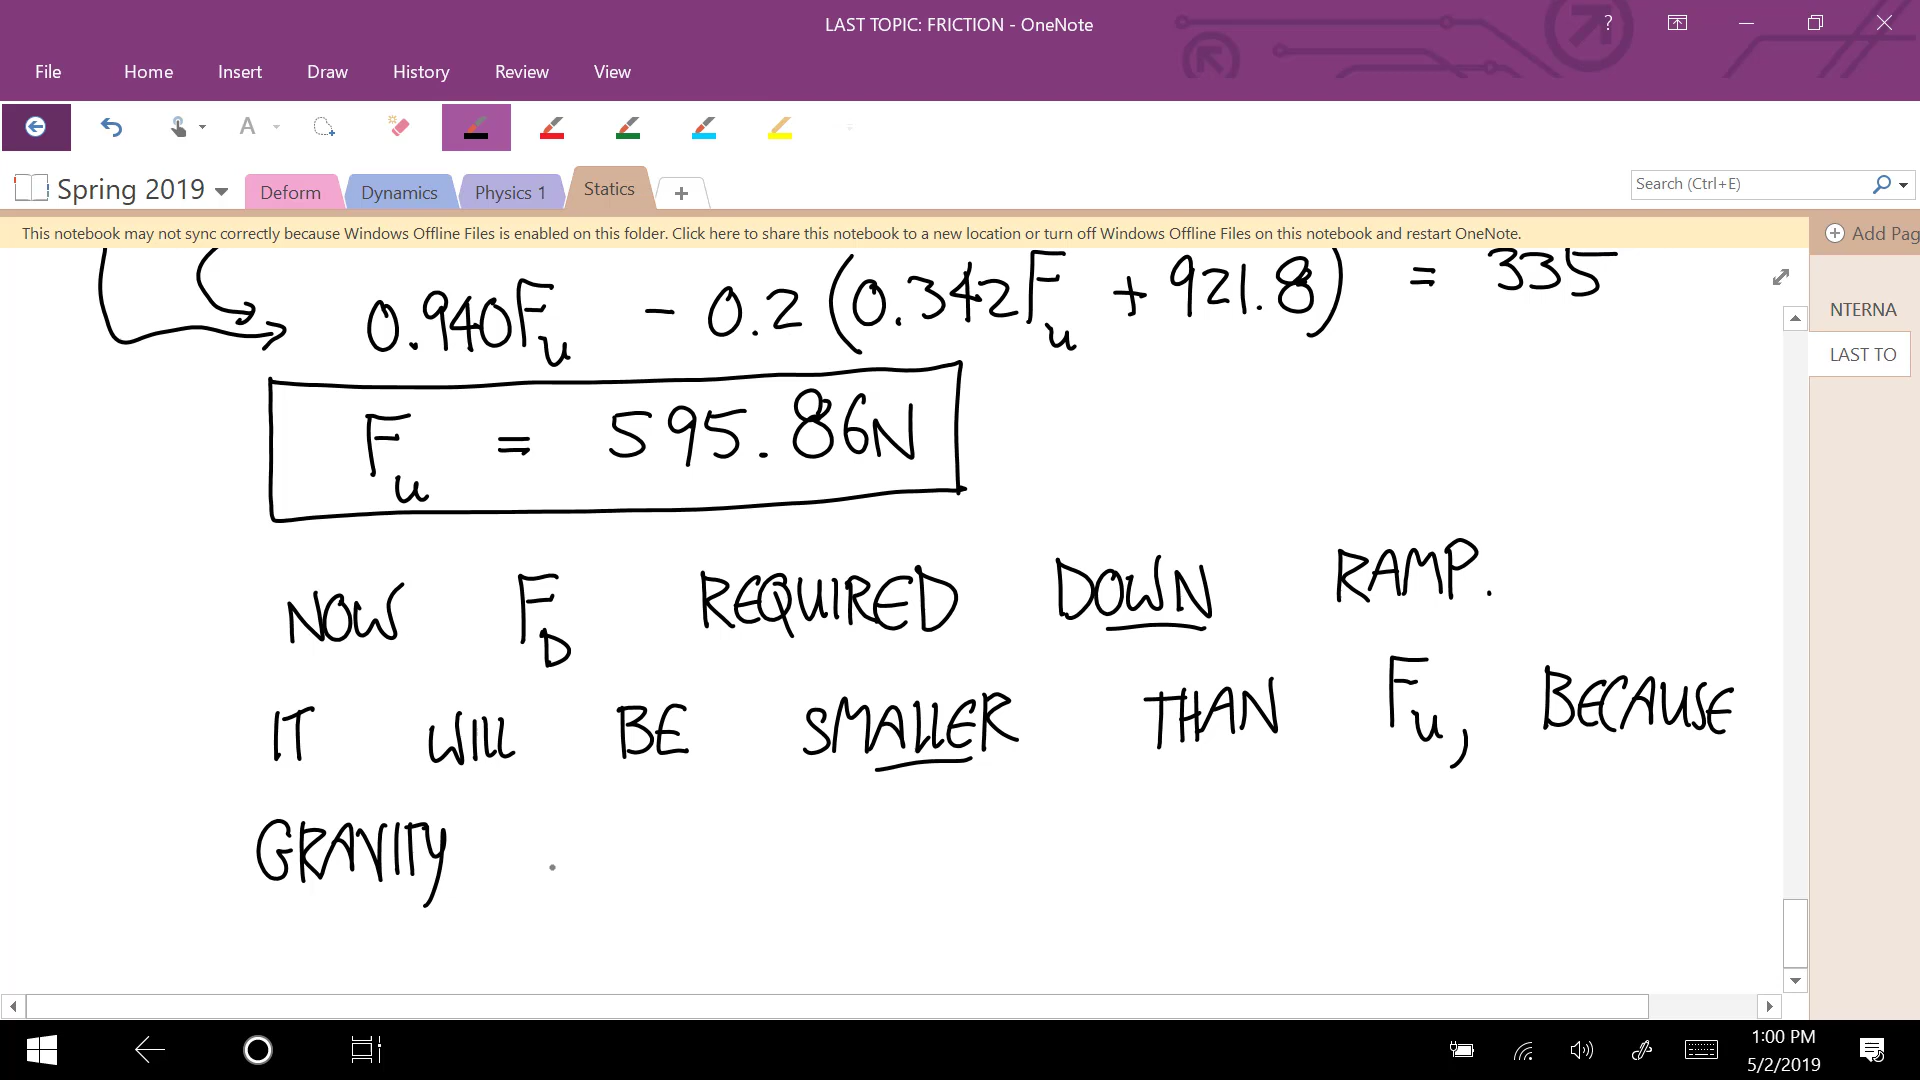 LAST TOPIC: FRICTION - OneNote
?
File Home Insert Draw History Review View
A
Spring 2019 Deform Dynamics Physics 1 Statics + Search (Ctrl+E)
This notebook may not sync correctly because Windows Offline Files is enabled on this folder. Click here to share this notebook to a new location or turn off Windows Offline Files on this notebook and restart OneNote.
Add Pag
NTERNA
LAST TO
0.940Fu - 0.2 (0.342Fu + 921.8) = 335
Fu = 595.86N
NOW FD REQUIRED DOWN RAMP.
IT WILL BE SMALLER THAN Fu, BECAUSE
GRAVITY
1:00 PM
5/2/2019